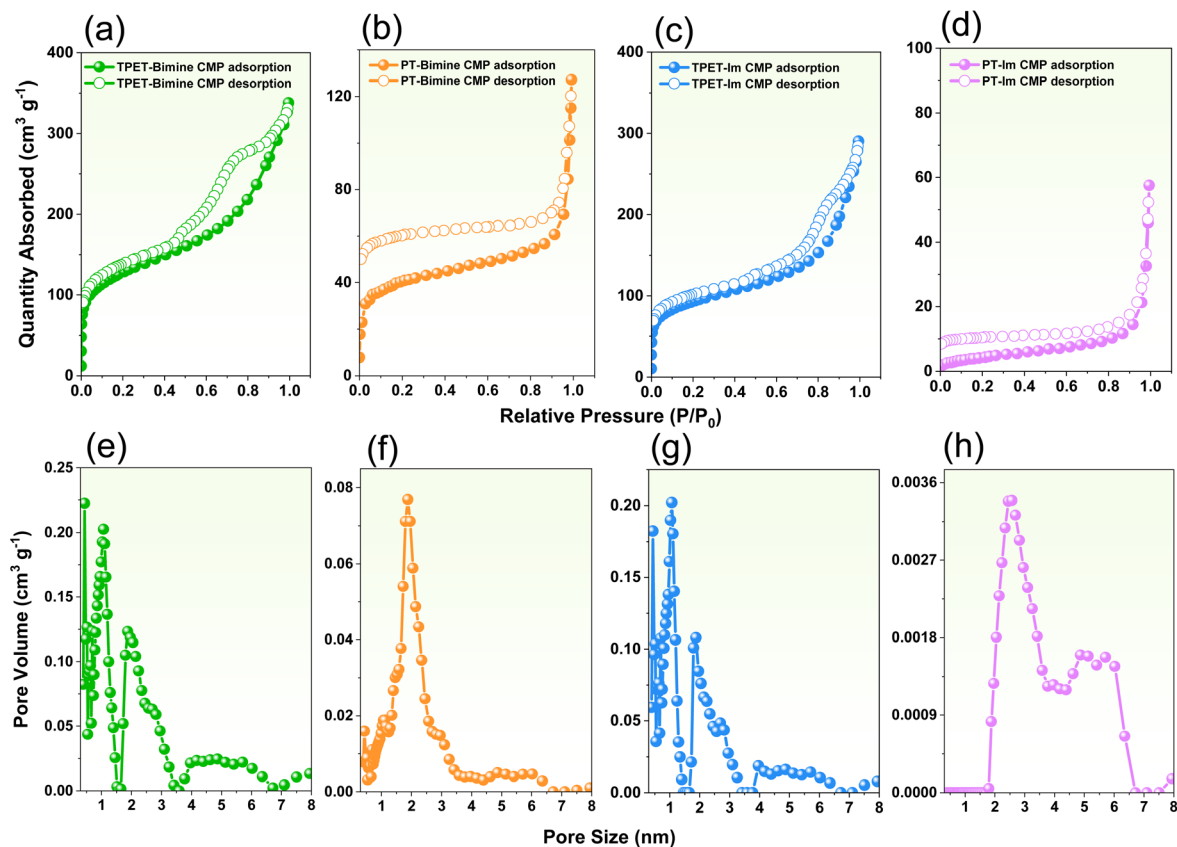 (a)
(b)
(c)
(d)
Quantity Absorbed (cm³ g⁻¹)
400
300
200
100
0
0.0 0.2 0.4 0.6 0.8 1.0
TPET-Bimine CMP adsorption
TPET-Bimine CMP desorption
120
80
40
0
0.0 0.2 0.4 0.6 0.8 1.0
PT-Bimine CMP adsorption
PT-Bimine CMP desorption
400
300
200
100
0
0.0 0.2 0.4 0.6 0.8 1.0
TPET-Im CMP adsorption
TPET-Im CMP desorption
100
80
60
40
20
0
0.0 0.2 0.4 0.6 0.8 1.0
PT-Im CMP adsorption
PT-Im CMP desorption
Relative Pressure (P/P₀)
(e)
(f)
(g)
(h)
Pore Volume (cm³ g⁻¹)
0.25
0.20
0.15
0.10
0.05
0.00
1 2 3 4 5 6 7 8
0.08
0.06
0.04
0.02
0.00
1 2 3 4 5 6 7 8
0.20
0.15
0.10
0.05
0.00
1 2 3 4 5 6 7 8
0.0036
0.0027
0.0018
0.0009
0.0000
1 2 3 4 5 6 7 8
Pore Size (nm)